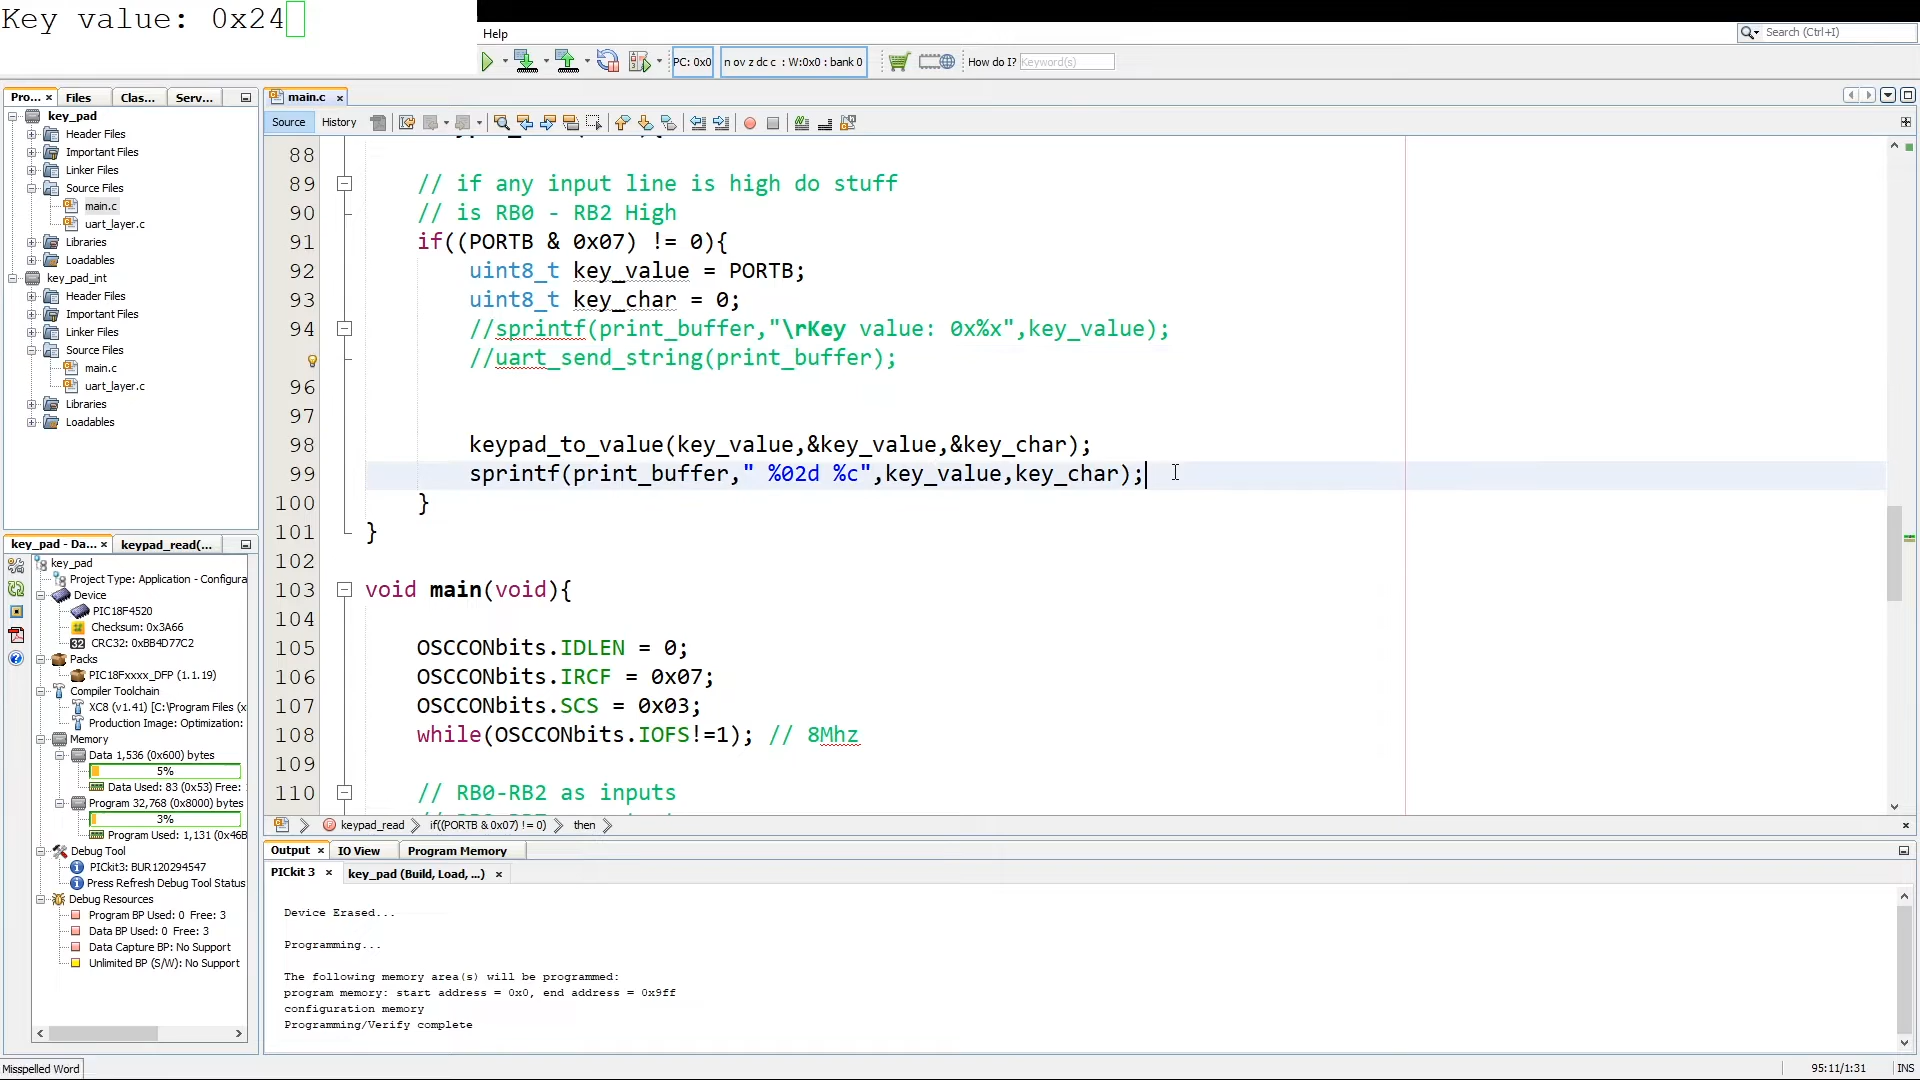 Key value: 0x24
Help
Search (Ctrl+I)
PC: 0x0
n ov z dc c : W:0x0 : bank 0
How do I? Keyword(s)
Pro... × Files Clas... Serv...
main.c ×
Source History
key_pad
Header Files
Important Files
Linker Files
Source Files
main.c
uart_layer.c
Libraries
Loadables
key_pad_int
Header Files
Important Files
Linker Files
Source Files
main.c
uart_layer.c
Libraries
Loadables
88
89 // if any input line is high do stuff
90 // is RB0 - RB2 High
91 if((PORTB & 0x07) != 0){
92 uint8_t key_value = PORTB;
93 uint8_t key_char = 0;
94 //sprintf(print_buffer,"\rKey value: 0x%x",key_value);
//uart_send_string(print_buffer);
96
97
98 keypad_to_value(key_value,&key_value,&key_char);
99 sprintf(print_buffer," %02d %c",key_value,key_char);
100 }
101 }
102
103 void main(void){
104
105 OSCCONbits.IDLEN = 0;
106 OSCCONbits.IRCF = 0x07;
107 OSCCONbits.SCS = 0x03;
108 while(OSCCONbits.IOFS!=1); // 8Mhz
109
110 // RB0-RB2 as inputs
keypad_read if((PORTB & 0x07) != 0) then
key_pad - Da... × keypad_read(...
key_pad
Project Type: Application - Configura
Device
PIC18F4520
Checksum: 0x3A66
CRC32: 0xBB4D77C2
Packs
PIC18Fxxxx_DFP (1.1.19)
Compiler Toolchain
XC8 (v1.41) [C:\Program Files (x
Production Image: Optimization:
Memory
Data 1,536 (0x600) bytes
5%
Data Used: 83 (0x53) Free:
Program 32,768 (0x8000) bytes
3%
Program Used: 1,131 (0x46B
Debug Tool
PICkit3: BUR120294547
Press Refresh Debug Tool Status
Debug Resources
Program BP Used: 0 Free: 3
Data BP Used: 0 Free: 3
Data Capture BP: No Support
Unlimited BP (S/W): No Support
Output × IO View Program Memory
PICkit 3 × key_pad (Build, Load, ...) ×
Device Erased...
Programming...
The following memory area(s) will be programmed:
program memory: start address = 0x0, end address = 0x9ff
configuration memory
Programming/Verify complete
Misspelled Word
95:11/1:31 INS